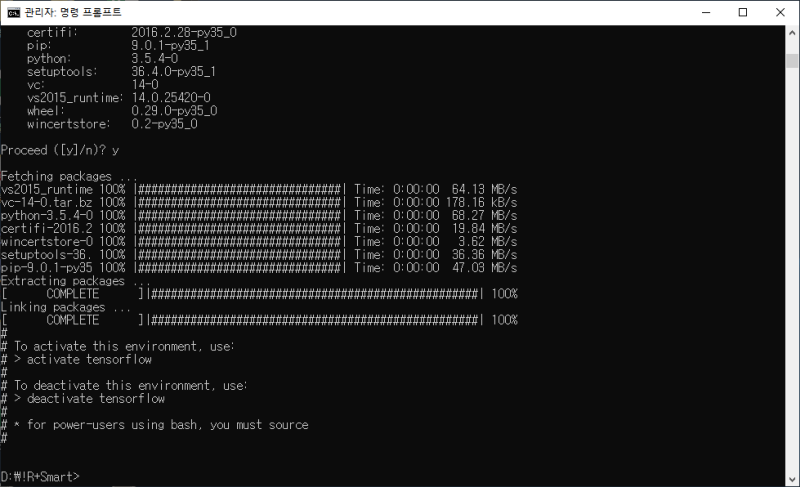 관리자: 명령 프롬프트
certifi: 2016.2.28-py35_0
pip: 9.0.1-py35_1
python: 3.5.4-0
setuptools: 36.4.0-py35_1
vc: 14-0
vs2015_runtime: 14.0.25420-0
wheel: 0.29.0-py35_0
wincertstore: 0.2-py35_0
Proceed ([y]/n)? y
Fetching packages ...
vs2015_runtime 100% |###############################| Time: 0:00:00  64.13 MB/s
vc-14-0.tar.bz 100% |###############################| Time: 0:00:00 178.16 kB/s
python-3.5.4-0 100% |###############################| Time: 0:00:00  68.27 MB/s
certifi-2016.2 100% |###############################| Time: 0:00:00  19.84 MB/s
wincertstore-0 100% |###############################| Time: 0:00:00   3.62 MB/s
setuptools-36. 100% |###############################| Time: 0:00:00  36.36 MB/s
pip-9.0.1-py35 100% |###############################| Time: 0:00:00  47.03 MB/s
Extracting packages ...
[      COMPLETE      ]|##################################################| 100%
Linking packages ...
[      COMPLETE      ]|##################################################| 100%
#
# To activate this environment, use:
# > activate tensorflow
#
# To deactivate this environment, use:
# > deactivate tensorflow
#
# * for power-users using bash, you must source
#
D:₩!R+Smart>